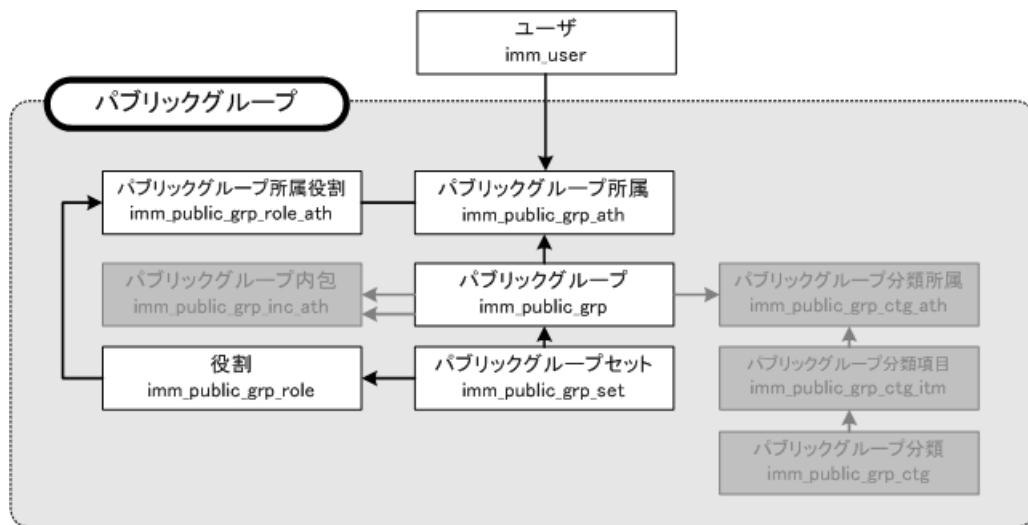 ユーザ
imm_user
パブリックグループ
パブリックグループ所属役割
imm_public_grp_role_ath
パブリックグループ所属
imm_public_grp_ath
パブリックグループ内包
imm_public_grp_inc_ath
パブリックグループ
imm_public_grp
パブリックグループ分類所属
imm_public_grp_ctg_ath
役割
imm_public_grp_role
パブリックグループセット
imm_public_grp_set
パブリックグループ分類項目
imm_public_grp_ctg_itm
パブリックグループ分類
imm_public_grp_ctg